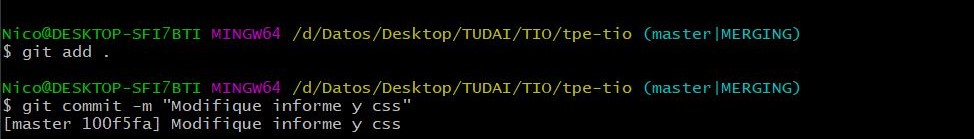 Nico@DESKTOP-SFI7BTI MINGW64 /d/Datos/Desktop/TUDAI/TIO/tpe-tio (master|MERGING)
$ git add .
Nico@DESKTOP-SFI7BTI MINGW64 /d/Datos/Desktop/TUDAI/TIO/tpe-tio (master|MERGING)
$ git commit -m "Modifique informe y css"
[master 100f5fa] Modifique informe y css